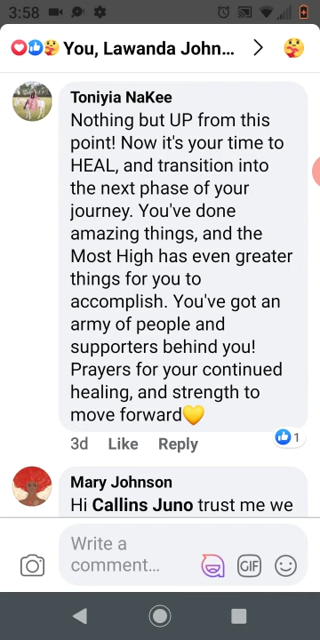 3:58
You, Lawanda John...
Toniyia NaKee
Nothing but UP from this
point! Now it's your time to
HEAL, and transition into
the next phase of your
journey. You've done
amazing things, and the
Most High has even greater
things for you to
accomplish. You've got an
army of people and
supporters behind you!
Prayers for your continued
healing, and strength to
move forward💛
3d Like Reply 1
Mary Johnson
Hi Callins Juno trust me we
Write a
comment...
GIF